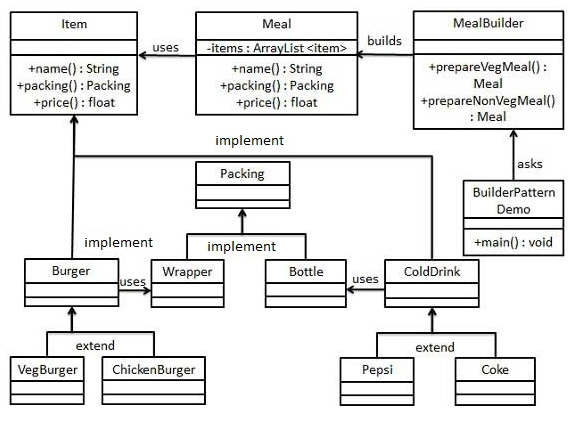 Item
+name() : String
+packing() : Packing
+price() : float
uses
Meal
-items : ArrayList <item>
+name() : String
+packing() : Packing
+price() : float
builds
MealBuilder
+prepareVegMeal() :
Meal
+prepareNonVegMeal()
: Meal
asks
BuilderPattern
Demo
+main() : void
implement
Packing
implement
implement
Burger
uses
Wrapper
Bottle
uses
ColdDrink
extend
VegBurger
ChickenBurger
extend
Pepsi
Coke